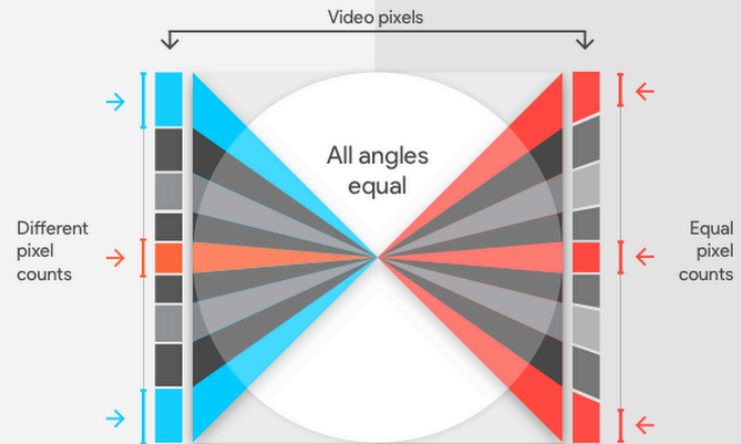 Video pixels
All angles
equal
Different
pixel
counts
Equal
pixel
counts